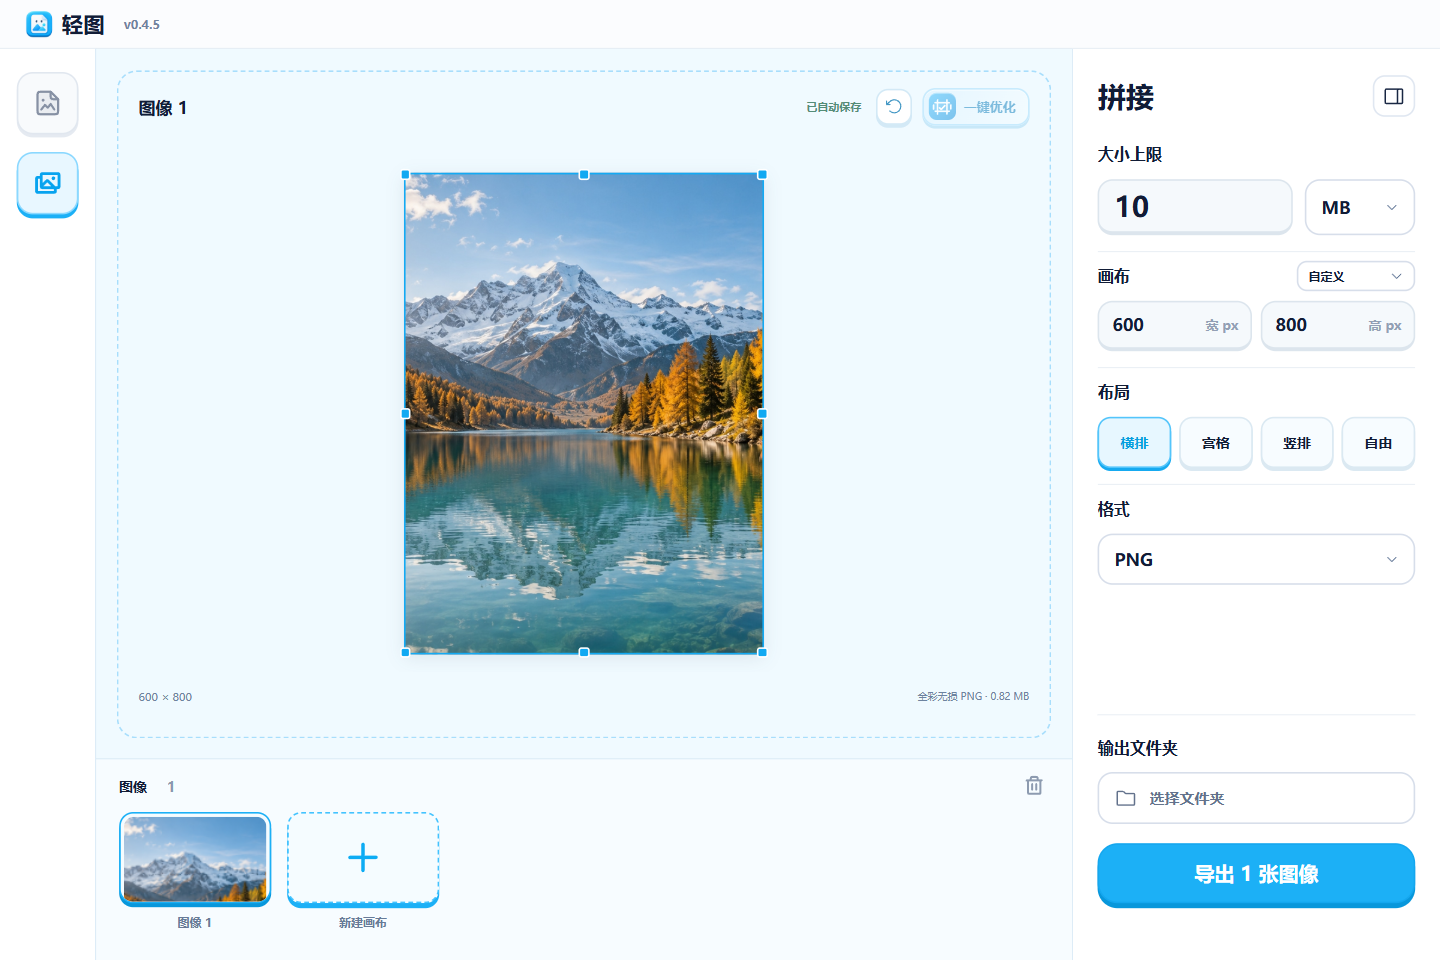 轻图 v0.4.5
图像 1
已自动保存
一键优化
600 × 800
全彩无损 PNG · 0.82 MB
图像 1
图像 1
新建画布
拼接
大小上限
10
MB
画布
自定义
600 宽 px
800 高 px
布局
横排
宫格
竖排
自由
格式
PNG
输出文件夹
选择文件夹
导出 1 张图像